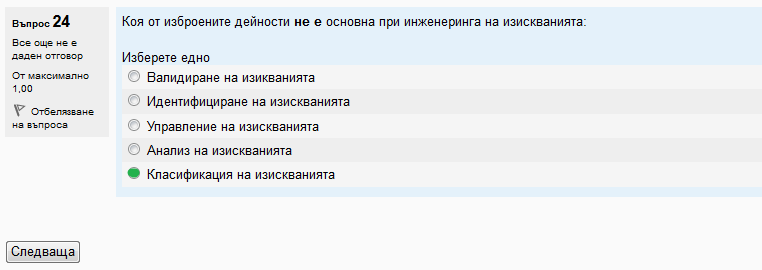 Въпрос 24
Все още не е
даден отговор
От максимално
1,00
Отбелязване
на въпроса
Коя от изброените дейности не е основна при инженеринга на изискванията:
Изберете едно
Валидиране на изикванията
Идентифициране на изискванията
Управление на изискванията
Анализ на изискванията
Класификация на изискванията
Следваща